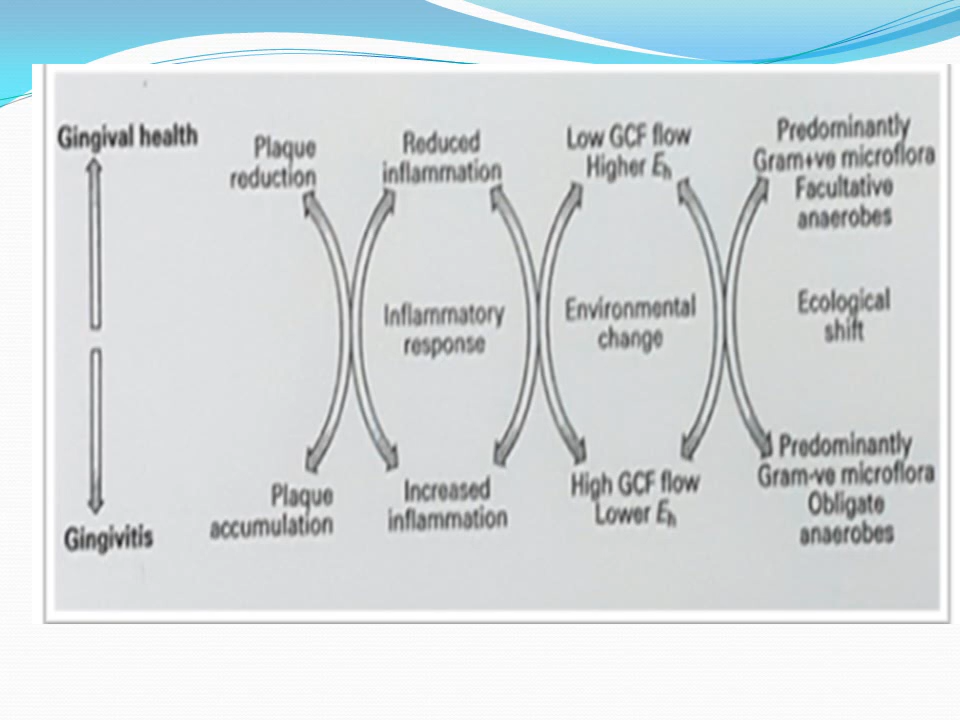 Gingival health
Plaque
reduction
Reduced
inflammation
Low GCF flow
Higher Eh
Predominantly
Gram+ve microflora
Facultative
anaerobes
Inflammatory
response
Environmental
change
Ecological
shift
Gingivitis
Plaque
accumulation
Increased
inflammation
High GCF flow
Lower Eh
Predominantly
Gram-ve microflora
Obligate
anaerobes